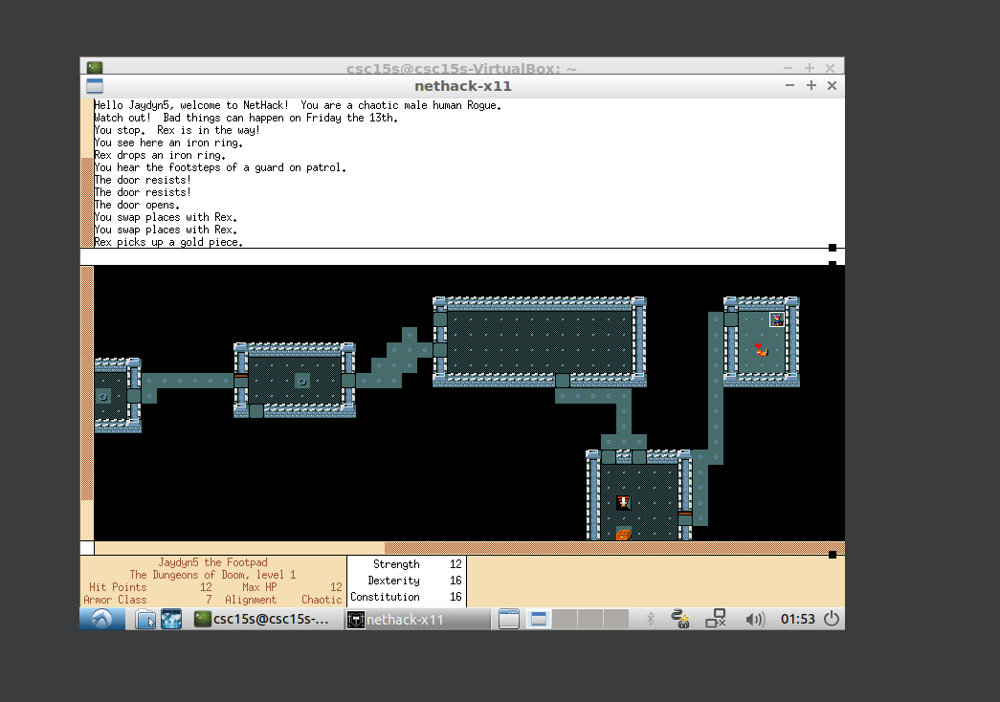 csc15s@csc15s-VirtualBox: ~
nethack-x11
Hello Jaydyn5, welcome to NetHack!  You are a chaotic male human Rogue.
Watch out!  Bad things can happen on Friday the 13th.
You stop.  Rex is in the way!
You see here an iron ring.
Rex drops an iron ring.
You hear the footsteps of a guard on patrol.
The door resists!
The door resists!
The door opens.
You swap places with Rex.
You swap places with Rex.
Rex picks up a gold piece.
Jaydyn5 the Footpad
The Dungeons of Doom, level 1
Hit Points 12 Max HP 12
Armor Class 7 Alignment Chaotic
Strength 12
Dexterity 16
Constitution 16
csc15s@csc15s-... nethack-x11 01:53